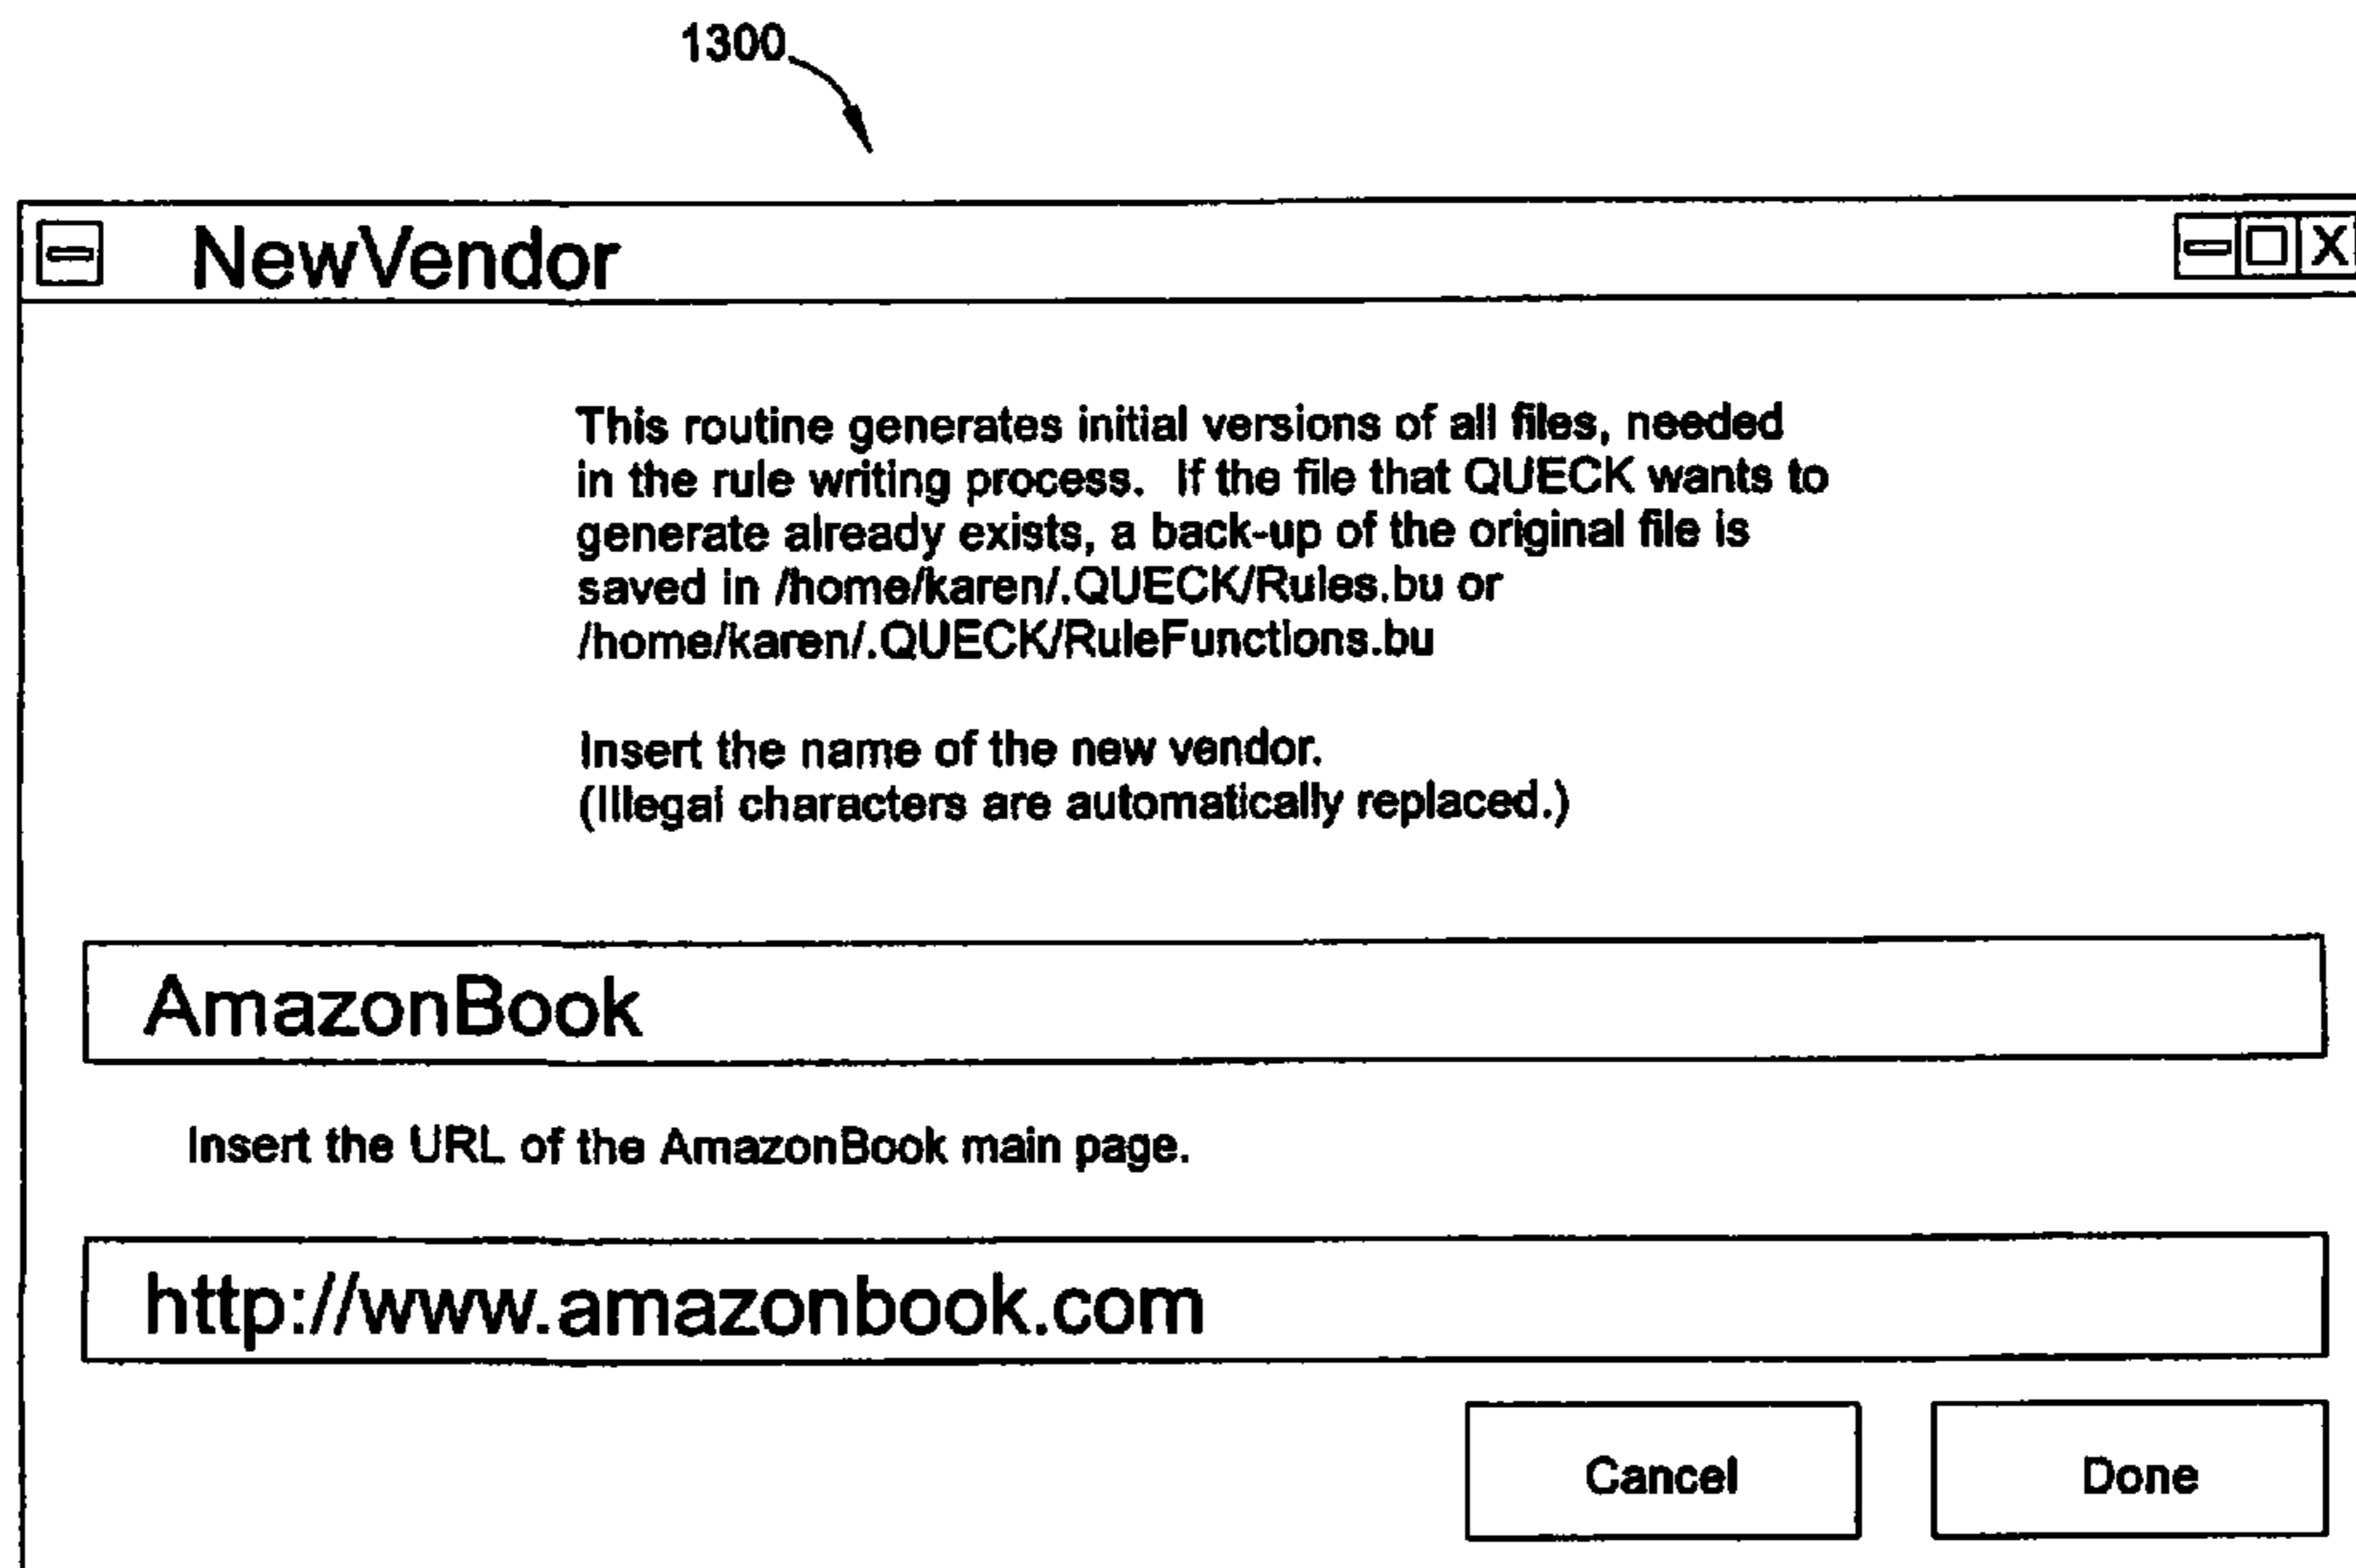 1300
NewVendor
X
This routine generates initial versions of all files, needed
in the rule writing process. If the file that QUECK wants to
generate already exists, a back-up of the original file is
saved in /home/karen/.QUECK/Rules.bu or
/home/karen/.QUECK/RuleFunctions.bu
Insert the name of the new vendor.
(Illegal characters are automatically replaced.)
AmazonBook
Insert the URL of the AmazonBook main page.
http://www.amazonbook.com
Cancel Done